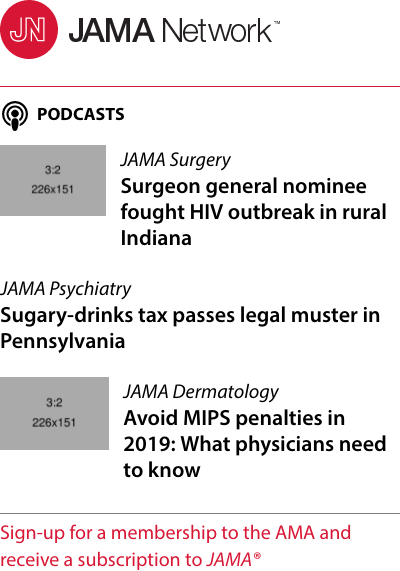 JN JAMA Network™
PODCASTS
3:2
226x151
JAMA Surgery
Surgeon general nominee
fought HIV outbreak in rural
Indiana
JAMA Psychiatry
Sugary-drinks tax passes legal muster in
Pennsylvania
3:2
226x151
JAMA Dermatology
Avoid MIPS penalties in
2019: What physicians need
to know
Sign-up for a membership to the AMA and
receive a subscription to JAMA®